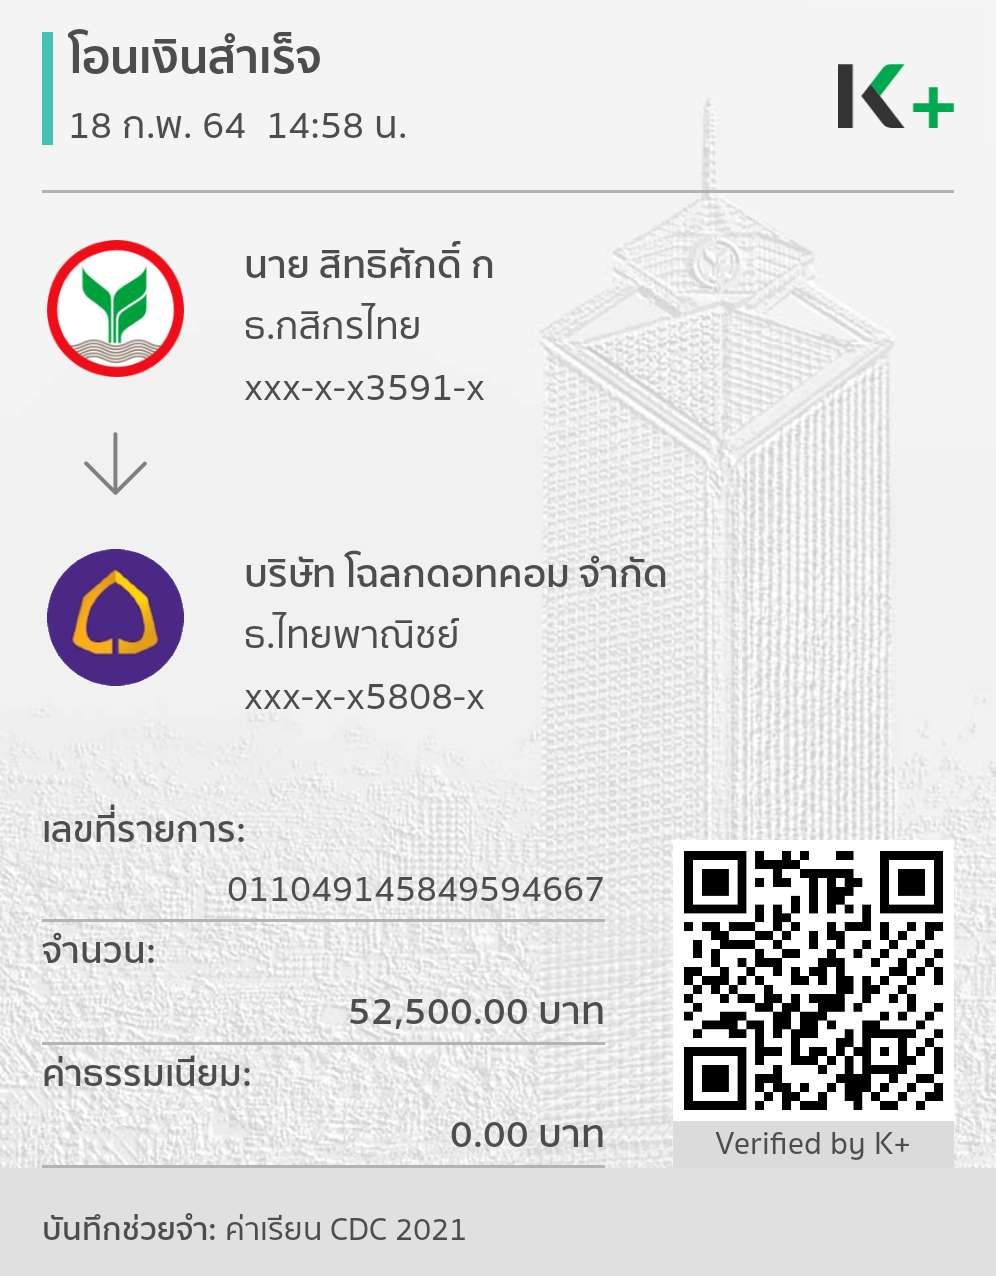 โอนเงินสำเร็จ
18 ก.พ. 64 14:58 น.
K+
นาย สิทธิศักดิ์ ก
ธ.กสิกรไทย
xxx-x-x3591-x
บริษัท โฉลกดอทคอม จำกัด
ธ.ไทยพาณิชย์
xxx-x-x5808-x
เลขที่รายการ:
011049145849594667
จำนวน:
52,500.00 บาท
ค่าธรรมเนียม:
0.00 บาท
Verified by K+
บันทึกช่วยจำ: ค่าเรียน CDC 2021